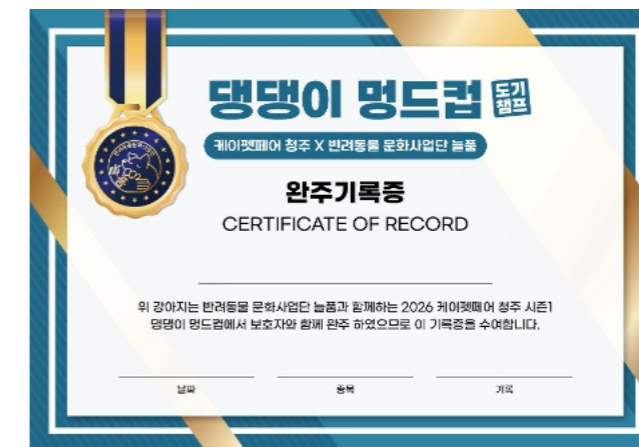 댕댕이 멍드컵 도기챔프
케이펫페어 청주 X 반려동물 문화사업단 늘품
완주기록증
CERTIFICATE OF RECORD
위 강아지는 반려동물 문화사업단 늘품과 함께하는 2026 케이펫페어 청주 시즌1
댕댕이 멍드컵에서 보호자와 함께 완주 하였으므로 이 기록증을 수여합니다.
날짜 종목 기록